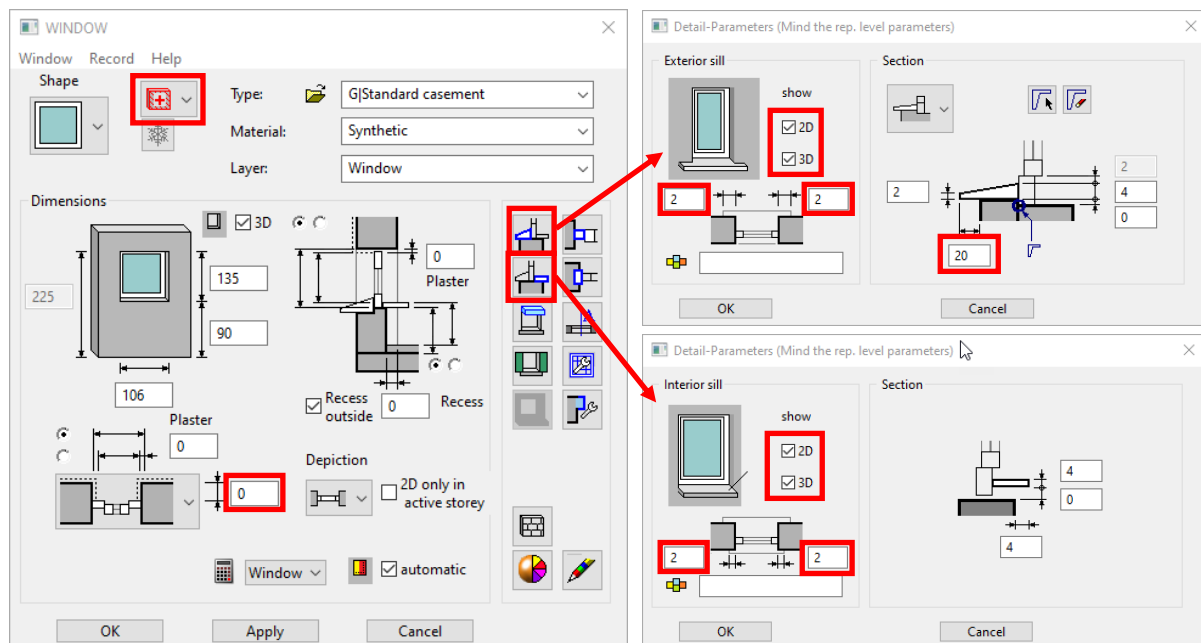 WINDOW
Window Record Help
Shape
Type: G|Standard casement
Material: Synthetic
Layer: Window
Dimensions
3D
0
Plaster
135
225
90
106
Recess outside 0 Recess
Plaster
0
Depiction
0
2D only in active storey
Window
automatic
OK Apply Cancel
Detail-Parameters (Mind the rep. level parameters)
Exterior sill
show
2D
3D
2 2
OK
Section
2
2
4
0
20
Cancel
Detail-Parameters (Mind the rep. level parameters)
Interior sill
show
2D
3D
2 2
OK
Section
4
0
4
Cancel